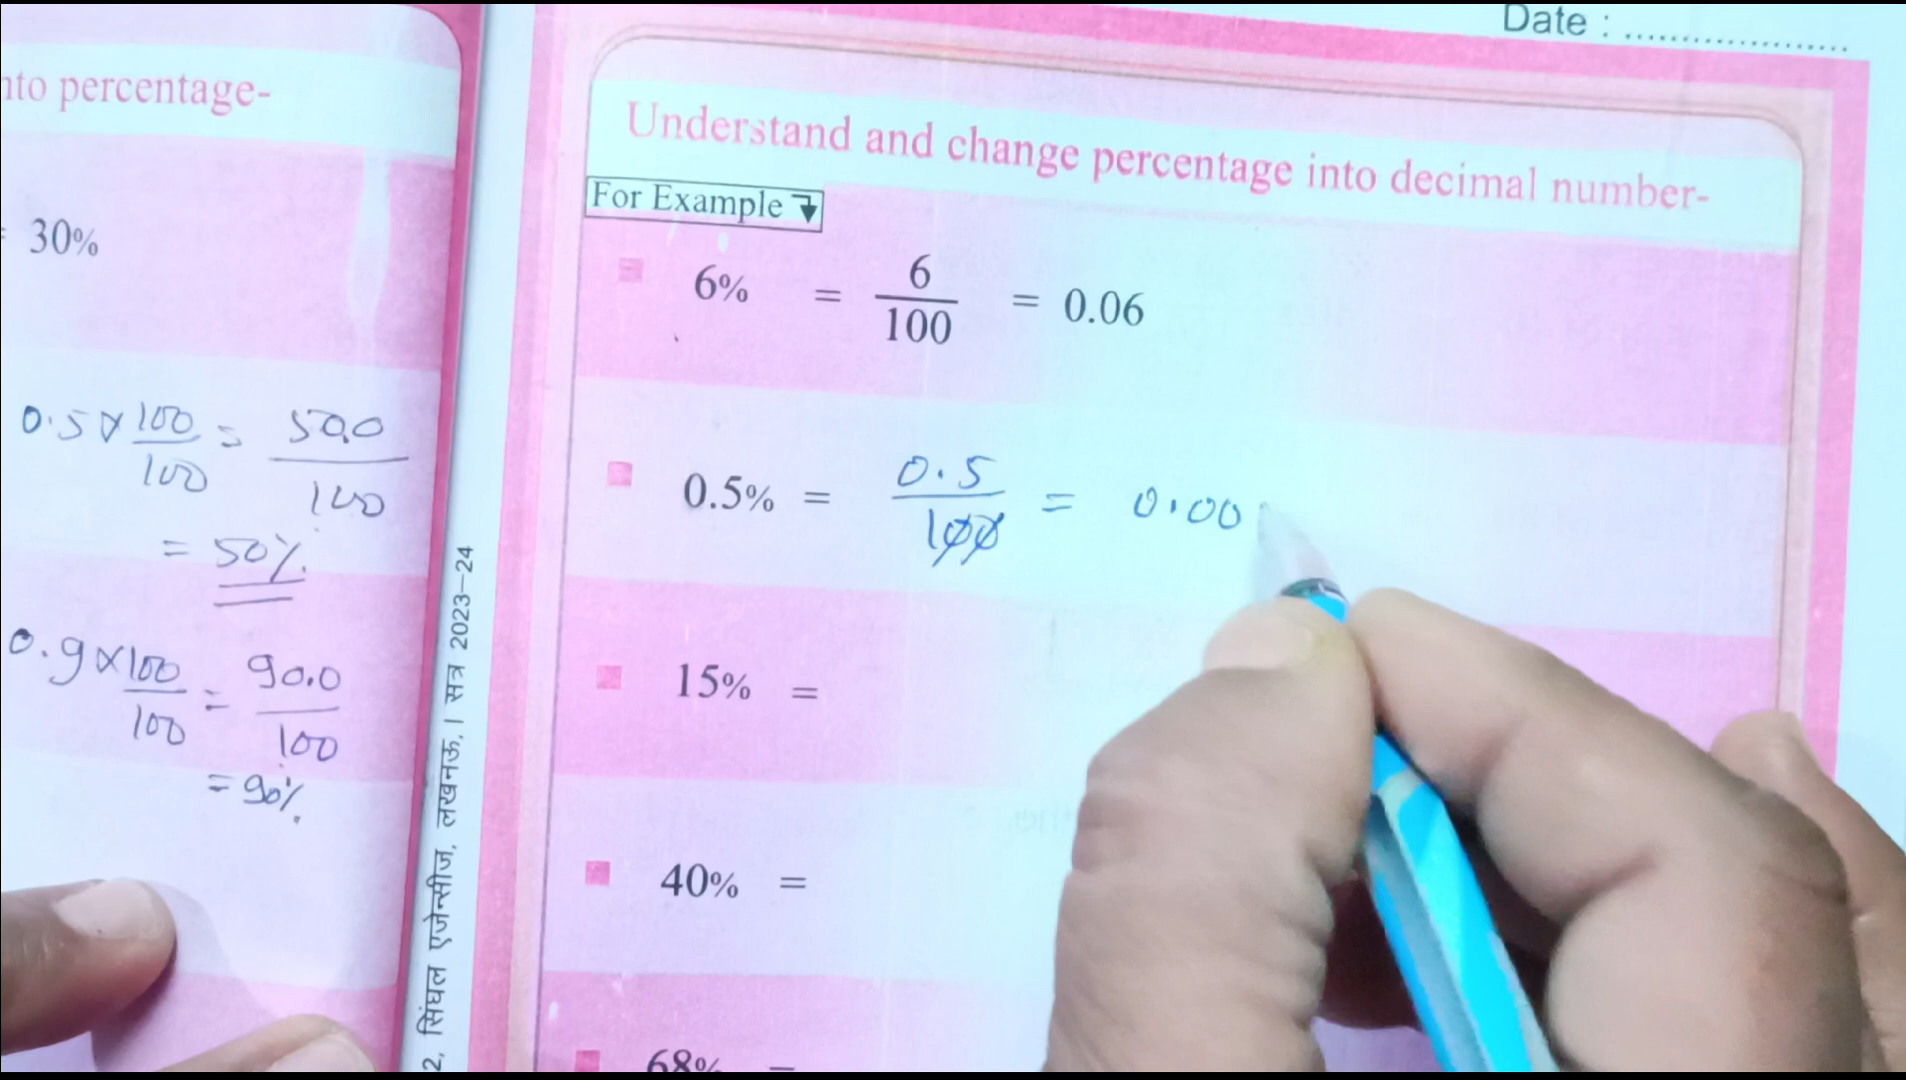 percentage-
30%
0.5 × 100/100 = 50.0/100
= 50%
0.9 × 100/100 = 90.0/100
= 90%.
2, सिंघल एजेन्सीज, लखनऊ, । सत्र 2023–24
Date : ....................
Understand and change percentage into decimal number-
For Example
6% = 6/100 = 0.06
0.5% = 0.5/100 = 0.00
15% =
40% =
68% =